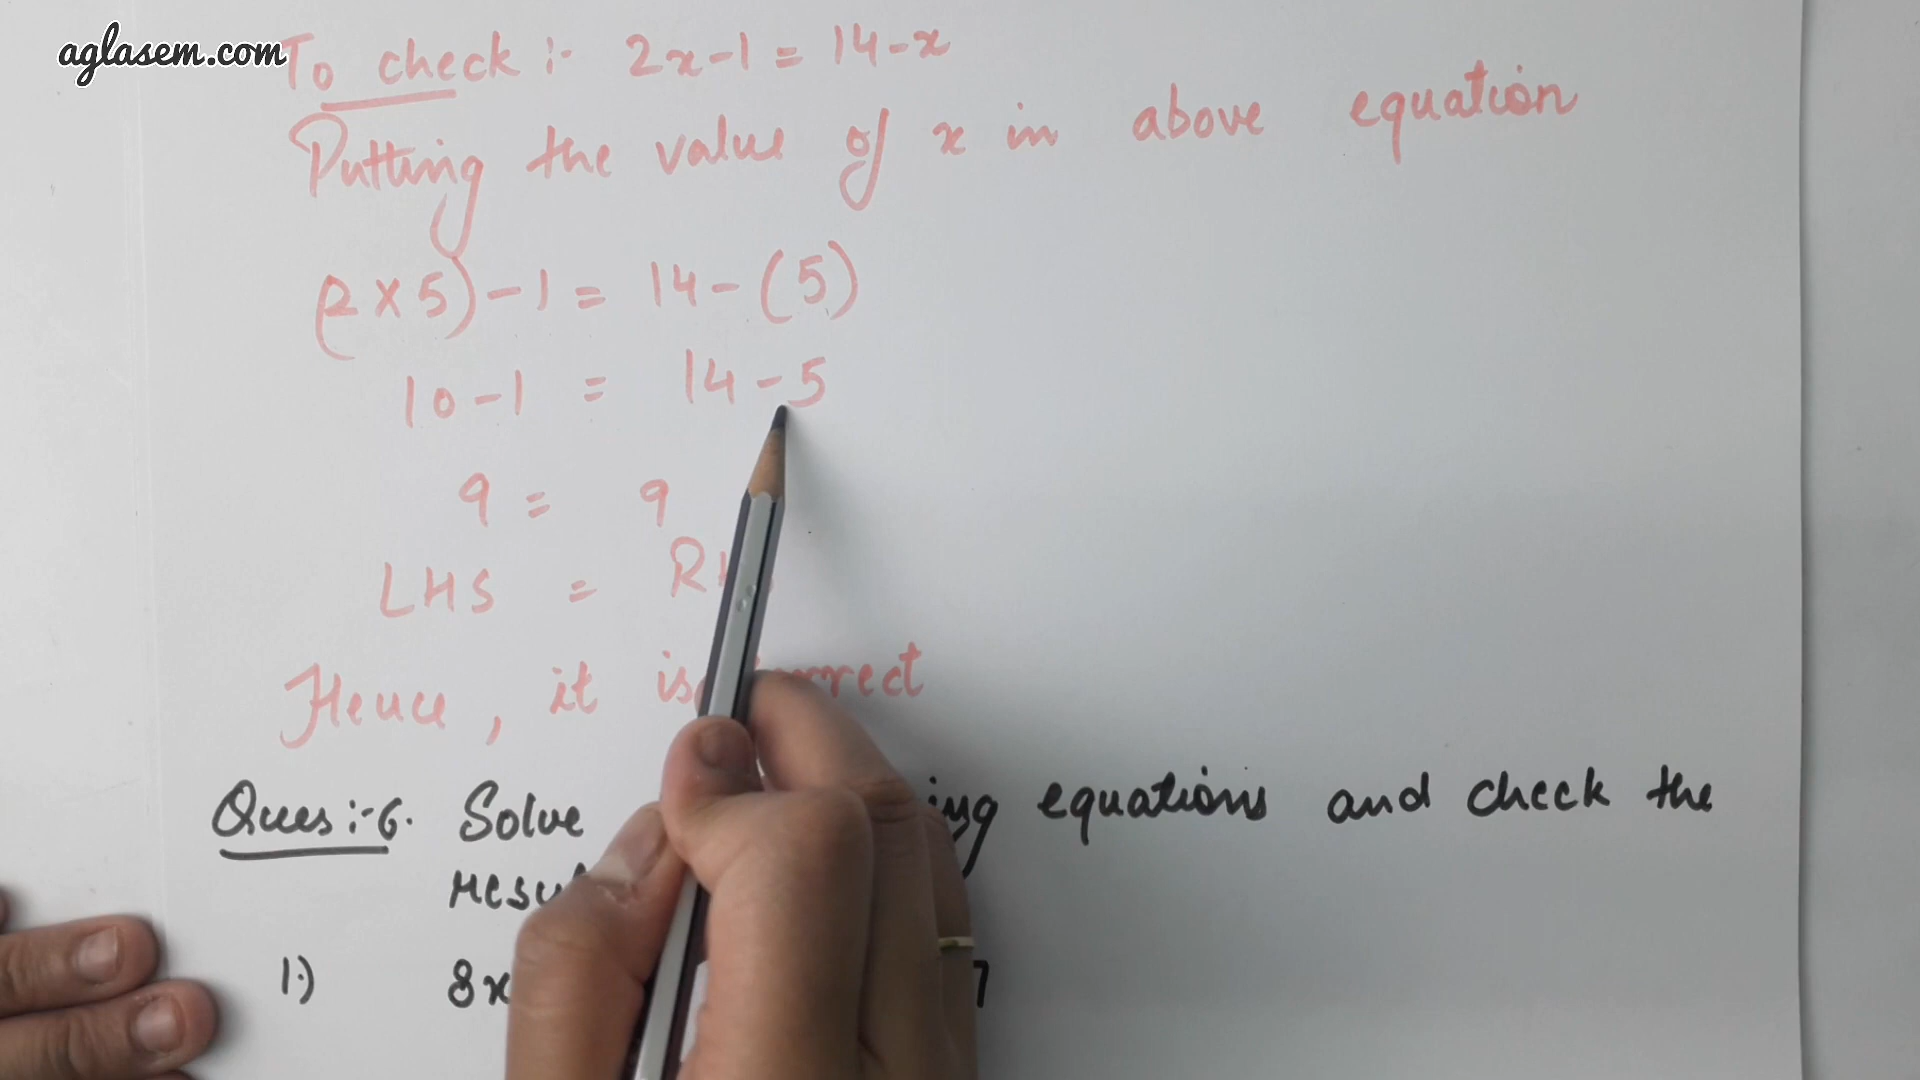 aglasem.com
To check :- 2x-1 = 14-x
Putting the value of x in above equation
(2 x 5) - 1 = 14 - (5)
10 - 1 = 14 - 5
9 = 9
LHS =
Hence, it is
Ques:-6. Solve equations and check the
1.)